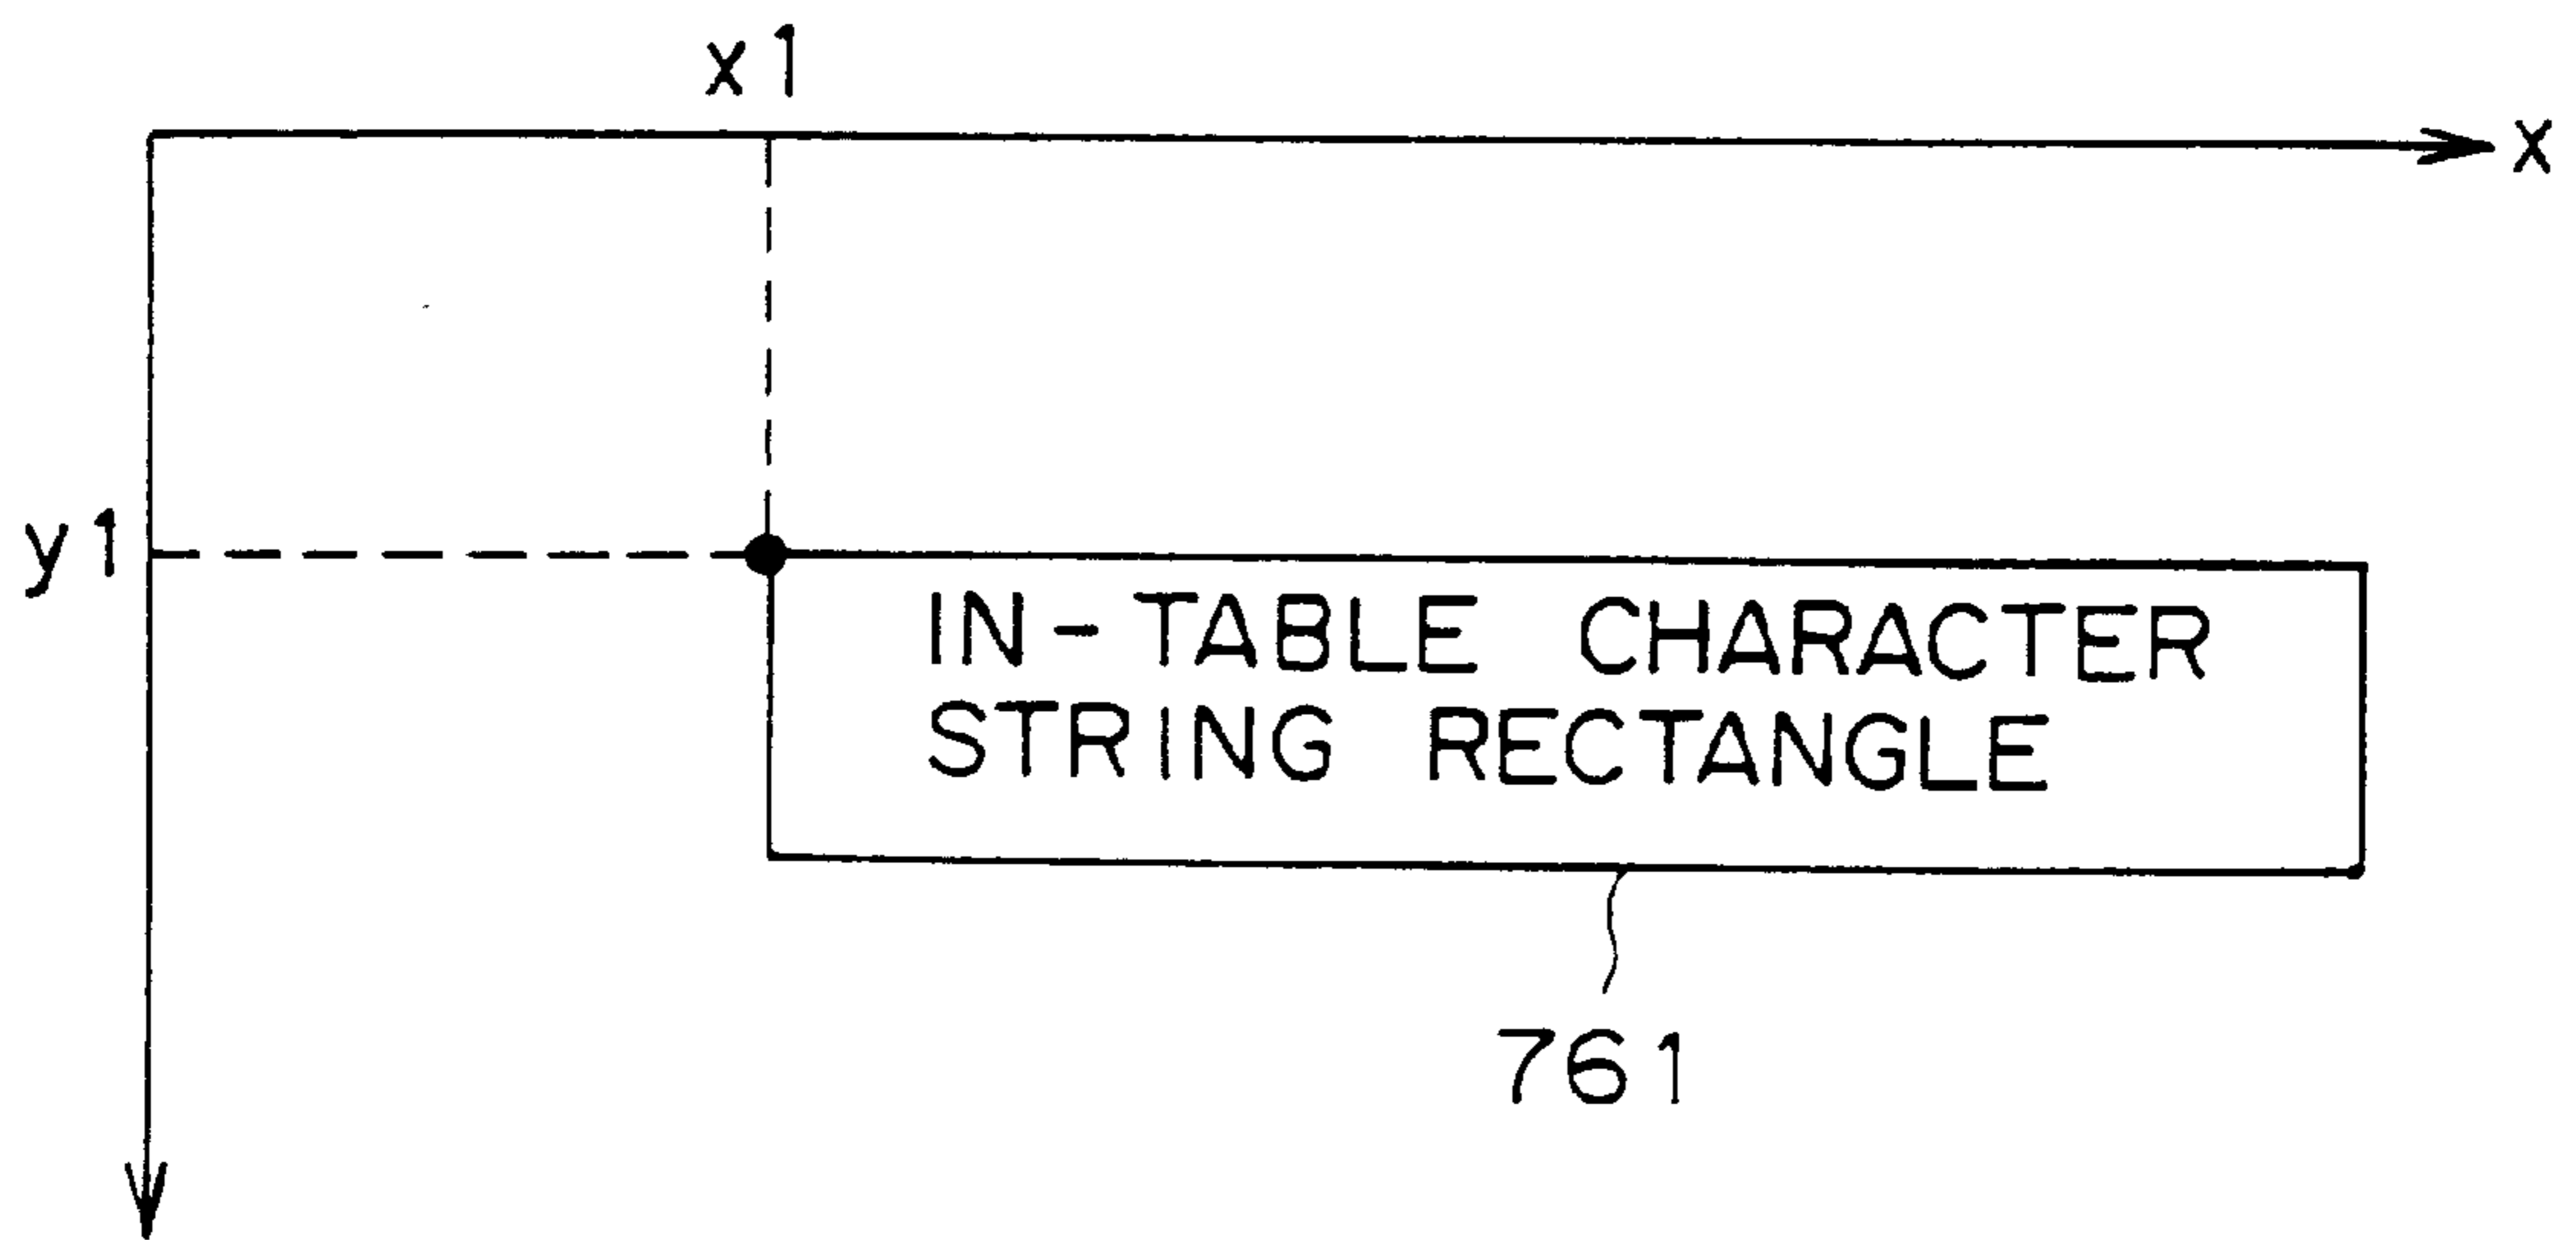 x1
x
y1
IN-TABLE CHARACTER
STRING RECTANGLE
761